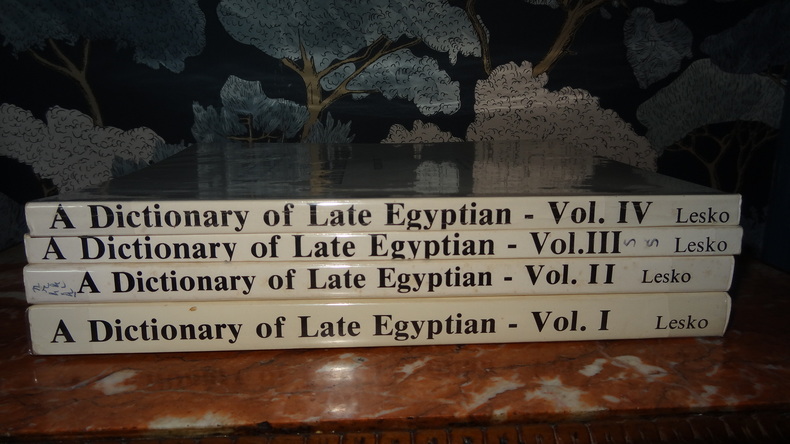 A Dictionary of Late Egyptian - Vol. IV Lesko
A Dictionary of Late Egyptian - Vol.III Lesko
A Dictionary of Late Egyptian - Vol. II Lesko
A Dictionary of Late Egyptian - Vol. I Lesko